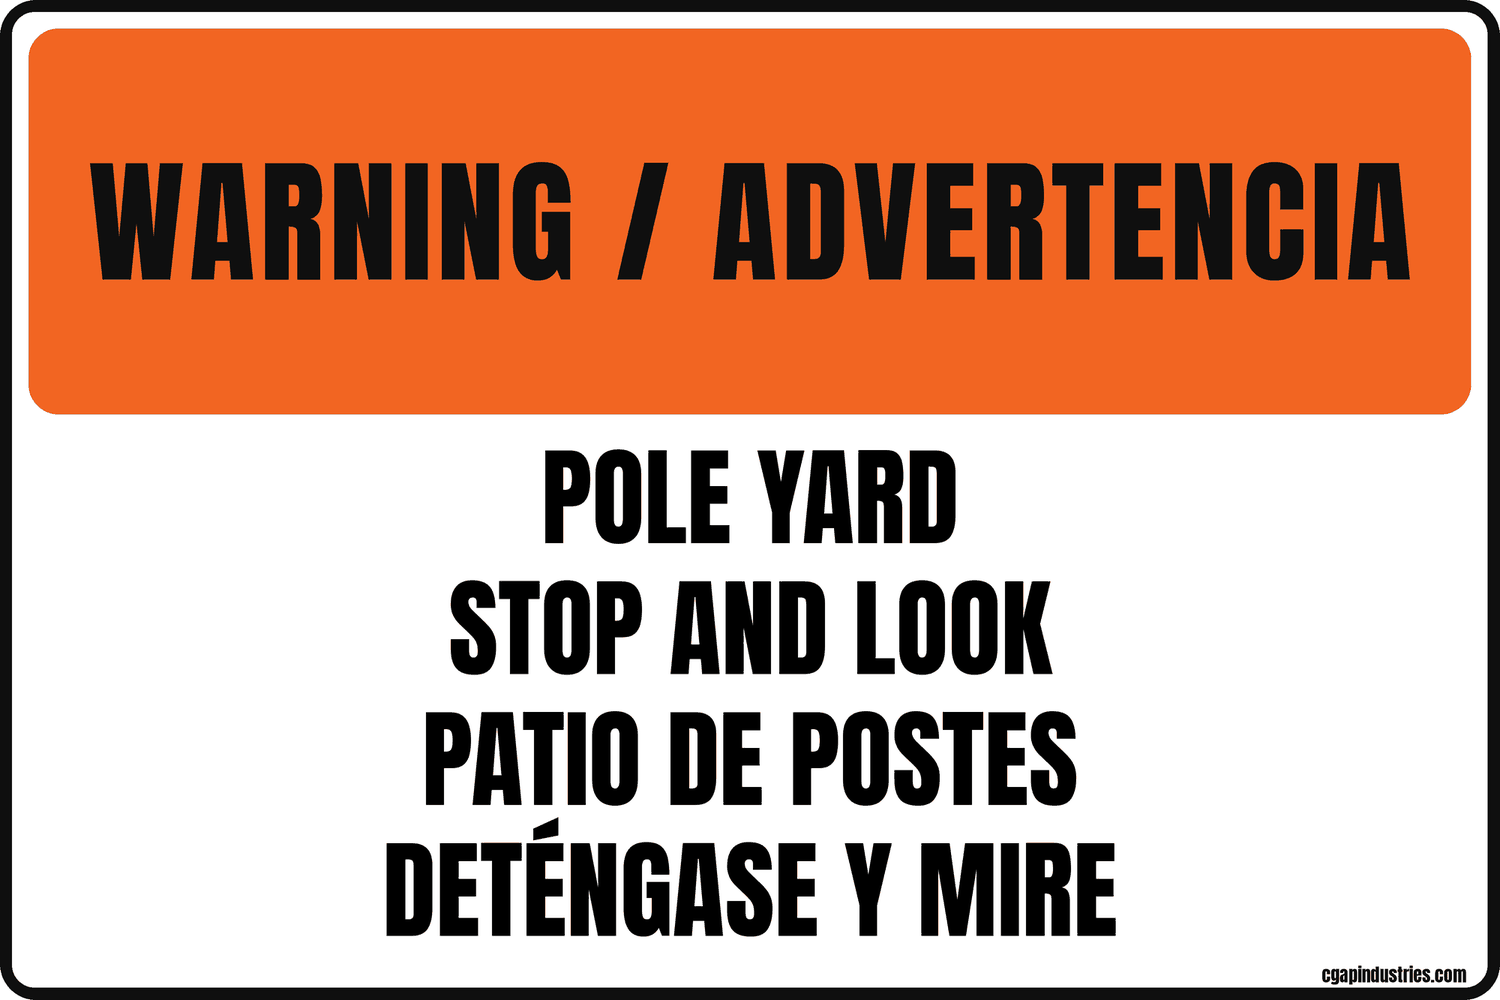 WARNING / ADVERTENCIA
POLE YARD
STOP AND LOOK
PATIO DE POSTES
DETÉNGASE Y MIRE
cgapindustries.com